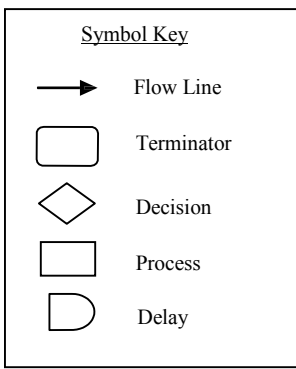 Symbol Key
Flow Line
Terminator
Decision
Process
Delay